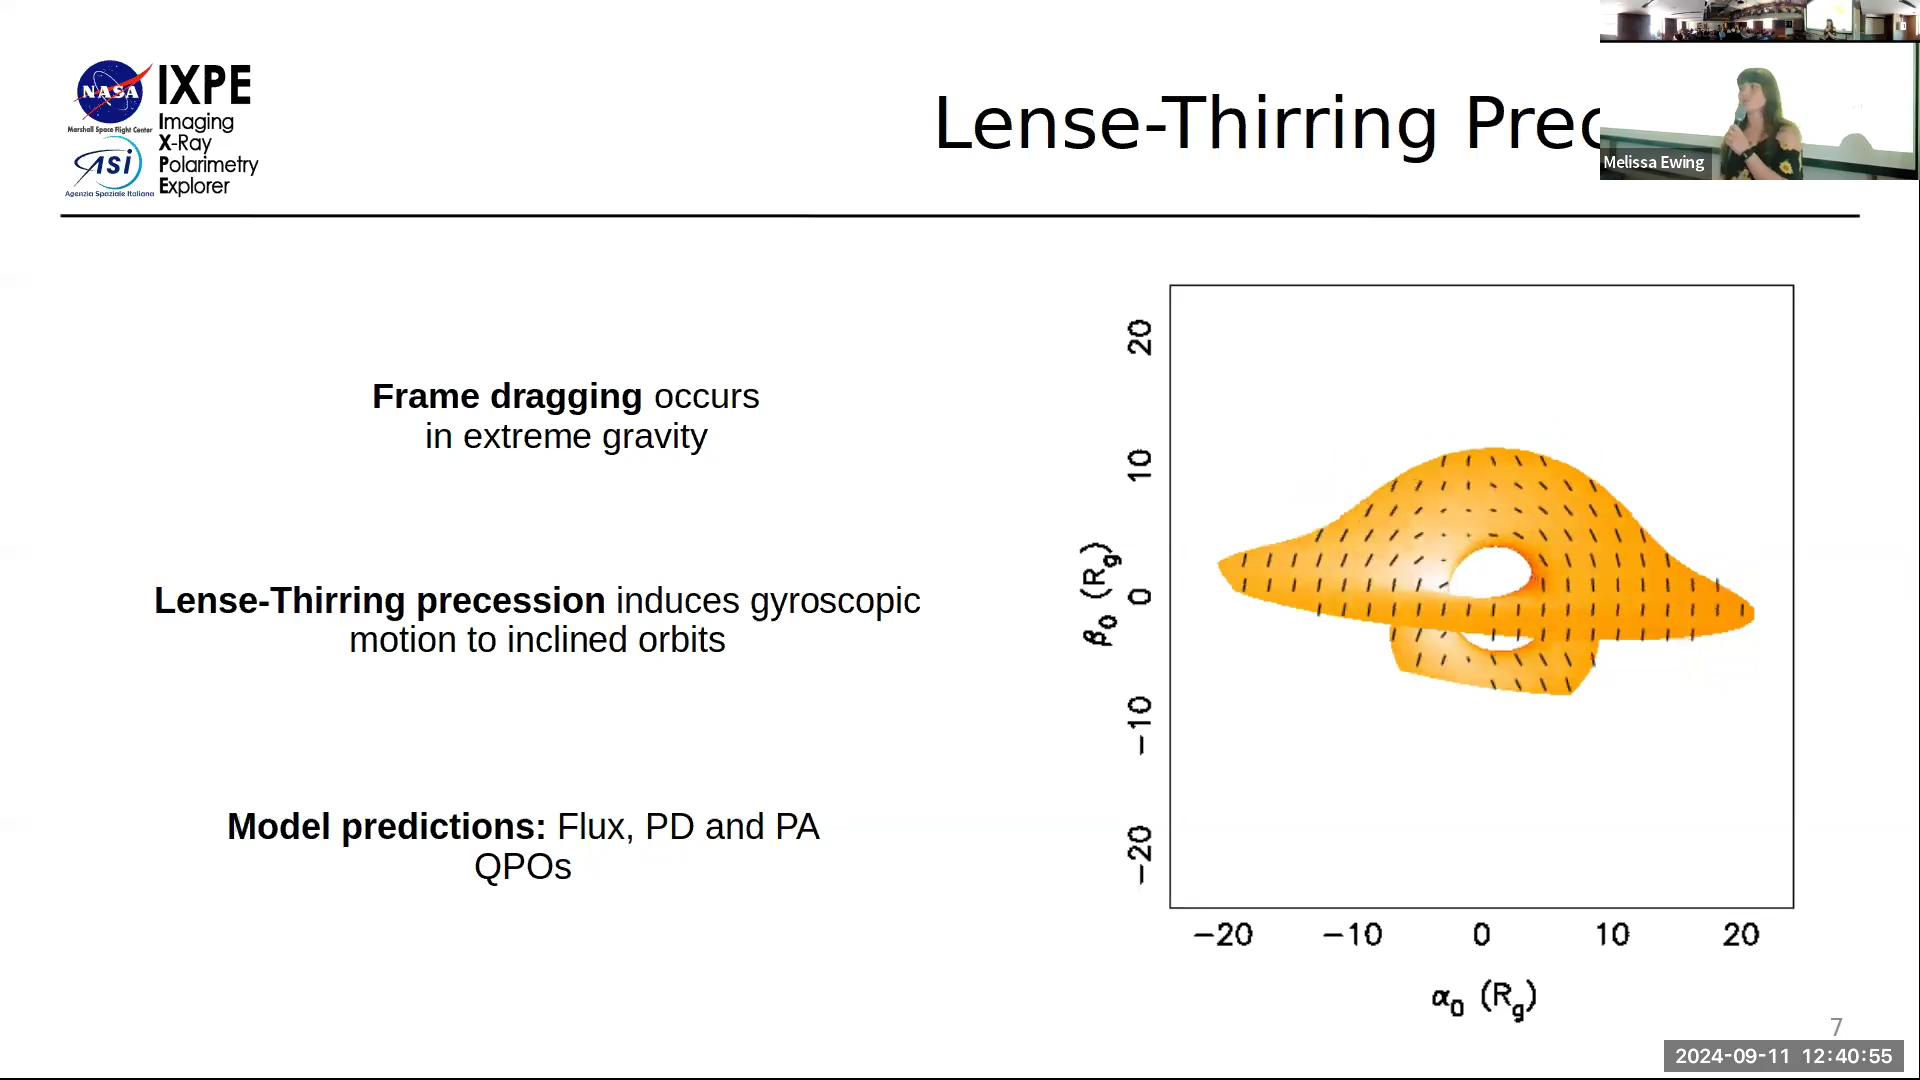 NASA
Marshall Space Flight Center
asi
Agenzia Spaziale Italiana
IXPE
Imaging
X-Ray
Polarimetry
Explorer
Lense-Thirring Prec
Melissa Ewing
Frame dragging occurs
in extreme gravity
Lense-Thirring precession induces gyroscopic
motion to inclined orbits
Model predictions: Flux, PD and PA
QPOs
β₀ (Rg)
20
10
0
−10
−20
−20 −10 0 10 20
α₀ (Rg)
7
2024-09-11 12:40:55